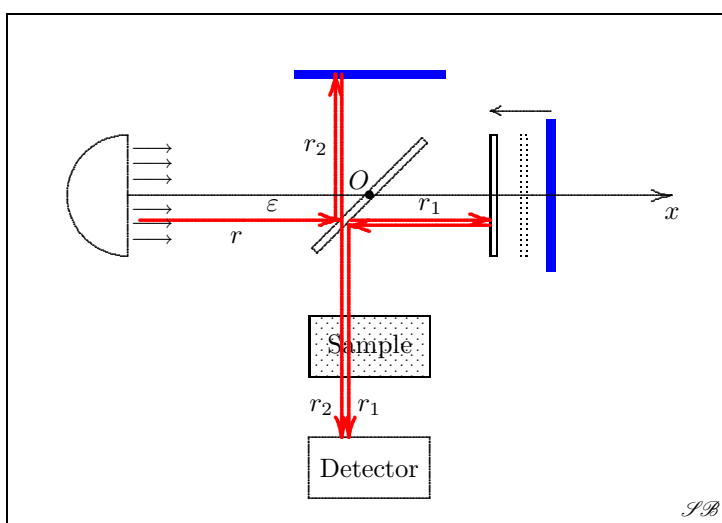 r₂
O
ε
r₁
r
x
Sample
r₂ r₁
Detector
𝒮ℬ